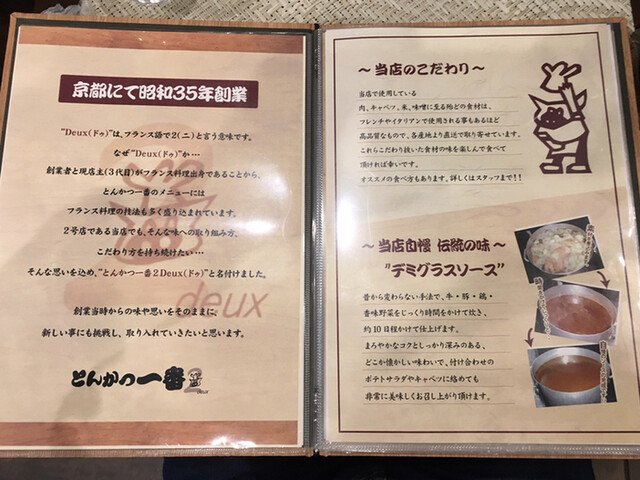 京都にて昭和35年創業
"Deux(ドゥ)"は、フランス語で2(ニ)と言う意味です。
なぜ"Deux(ドゥ)"か…
創業者と現店主(3代目)がフランス料理出身であることから、
とんかつ一番のメニューには
フランス料理の技法も多く盛り込まれています。
2号店である当店でも、そんな味への取り組み方、
こだわり方を持ち続けたい…
そんな思いを込め、"とんかつ一番2Deux(ドゥ)"と名付けました。
deux
創業当時からの味や思いをそのままに、
新しい事にも挑戦し、取り入れていきたいと思います。
とんかつ一番2
DEUX
～当店のこだわり～
当店で使用している
肉、キャベツ、米、味噌に至る殆どの食材は、
フレンチやイタリアンで使用される事もあるほど
高品質なもので、各産地より直送で取り寄せています。
これらこだわり抜いた食材の味を楽しんで食べて
頂ければ幸いです。
オススメの食べ方もあります。詳しくはスタッフまで!!
～当店自慢 伝統の味～
"デミグラスソース"
昔から変わらない手法で、牛・豚・鶏・
香味野菜をじっくり時間をかけて炊き、
約10日程かけて仕上げます。
まろやかなコクとしっかり深みのある、
どこか懐かしい味わいで、付け合わせの
ポテトサラダやキャベツに絡めても
非常に美味しくお召し上がり頂けます。